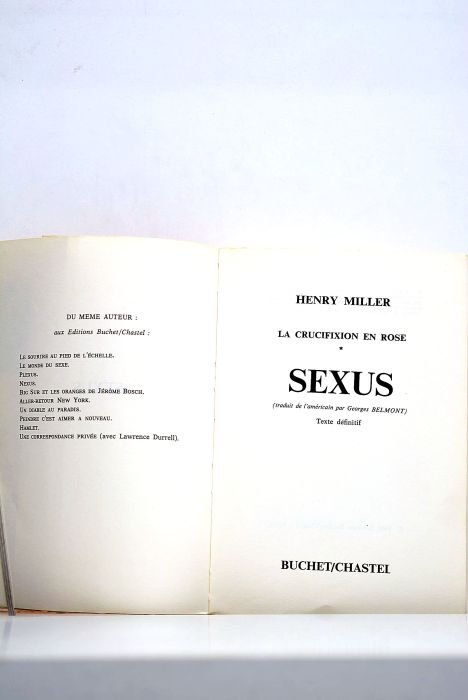 DU MEME AUTEUR :
aux Editions Buchet/Chastel :
LE SOURIRE AU PIED DE L'ÉCHELLE.
LE MONDE DU SEXE.
PLEXUS.
NEXUS.
BIG SUR ET LES ORANGES DE JÉRÔME BOSCH.
ALLER-RETOUR NEW YORK.
UN DIABLE AU PARADIS.
PEINDRE C'EST AIMER A NOUVEAU.
HAMLET.
UNE CORRESPONDANCE PRIVÉE (avec Lawrence Durrell).
HENRY MILLER
LA CRUCIFIXION EN ROSE
*
SEXUS
(traduit de l'américain par Georges BELMONT)
Texte définitif
BUCHET/CHASTEL